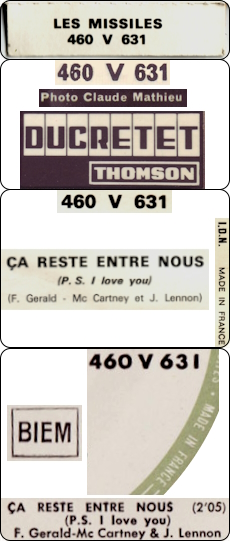 LES MISSILES
460 V 631
460 V 631
Photo Claude Mathieu
DUCRETET
THOMSON
460 V 631
I.D.N. MADE IN FRANCE
ÇA RESTE ENTRE NOUS
(P. S. I love you)
(F. Gerald - Mc Cartney et J. Lennon)
460 V 631
MADE IN FRANCE
BIEM
ÇA RESTE ENTRE NOUS (2'05)
(P.S. I love you)
F. Gerald-Mc Cartney & J. Lennon